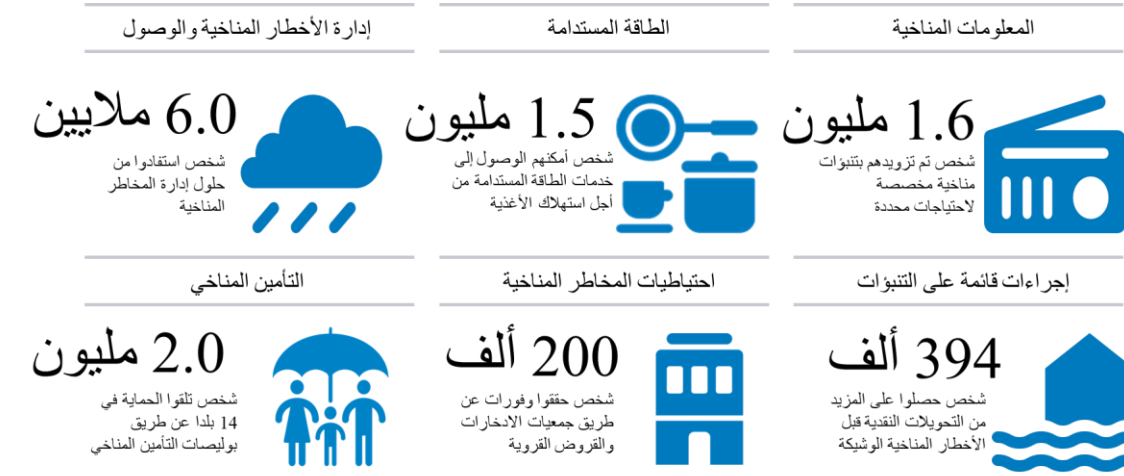 المعلومات المناخية
1.6 مليون
شخص تم تزويدهم بتنبؤات
مناخية مخصصة
لاحتياجات محددة
الطاقة المستدامة
1.5 مليون
شخص أمكنهم الوصول إلى
خدمات الطاقة المستدامة من
أجل استهلاك الأغذية
إدارة الأخطار المناخية والوصول
6.0 ملايين
شخص استفادوا من
حلول إدارة المخاطر
المناخية
إجراءات قائمة على التنبؤات
394 ألف
شخص حصلوا على المزيد
من التحويلات النقدية قبل
الأخطار المناخية الوشيكة
احتياطيات المخاطر المناخية
200 ألف
شخص حققوا وفورات عن
طريق جمعيات الادخارات
والقروض القروية
التأمين المناخي
2.0 مليون
شخص تلقوا الحماية في
14 بلدا عن طريق
بوليصات التأمين المناخي